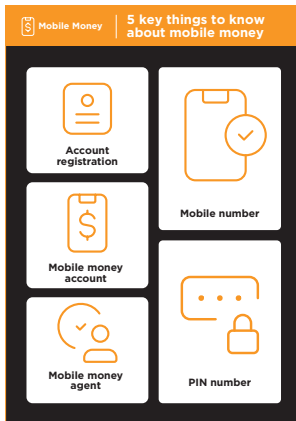 Mobile Money
5 key things to know
about mobile money
Account
registration
Mobile number
Mobile money
account
Mobile money
agent
PIN number